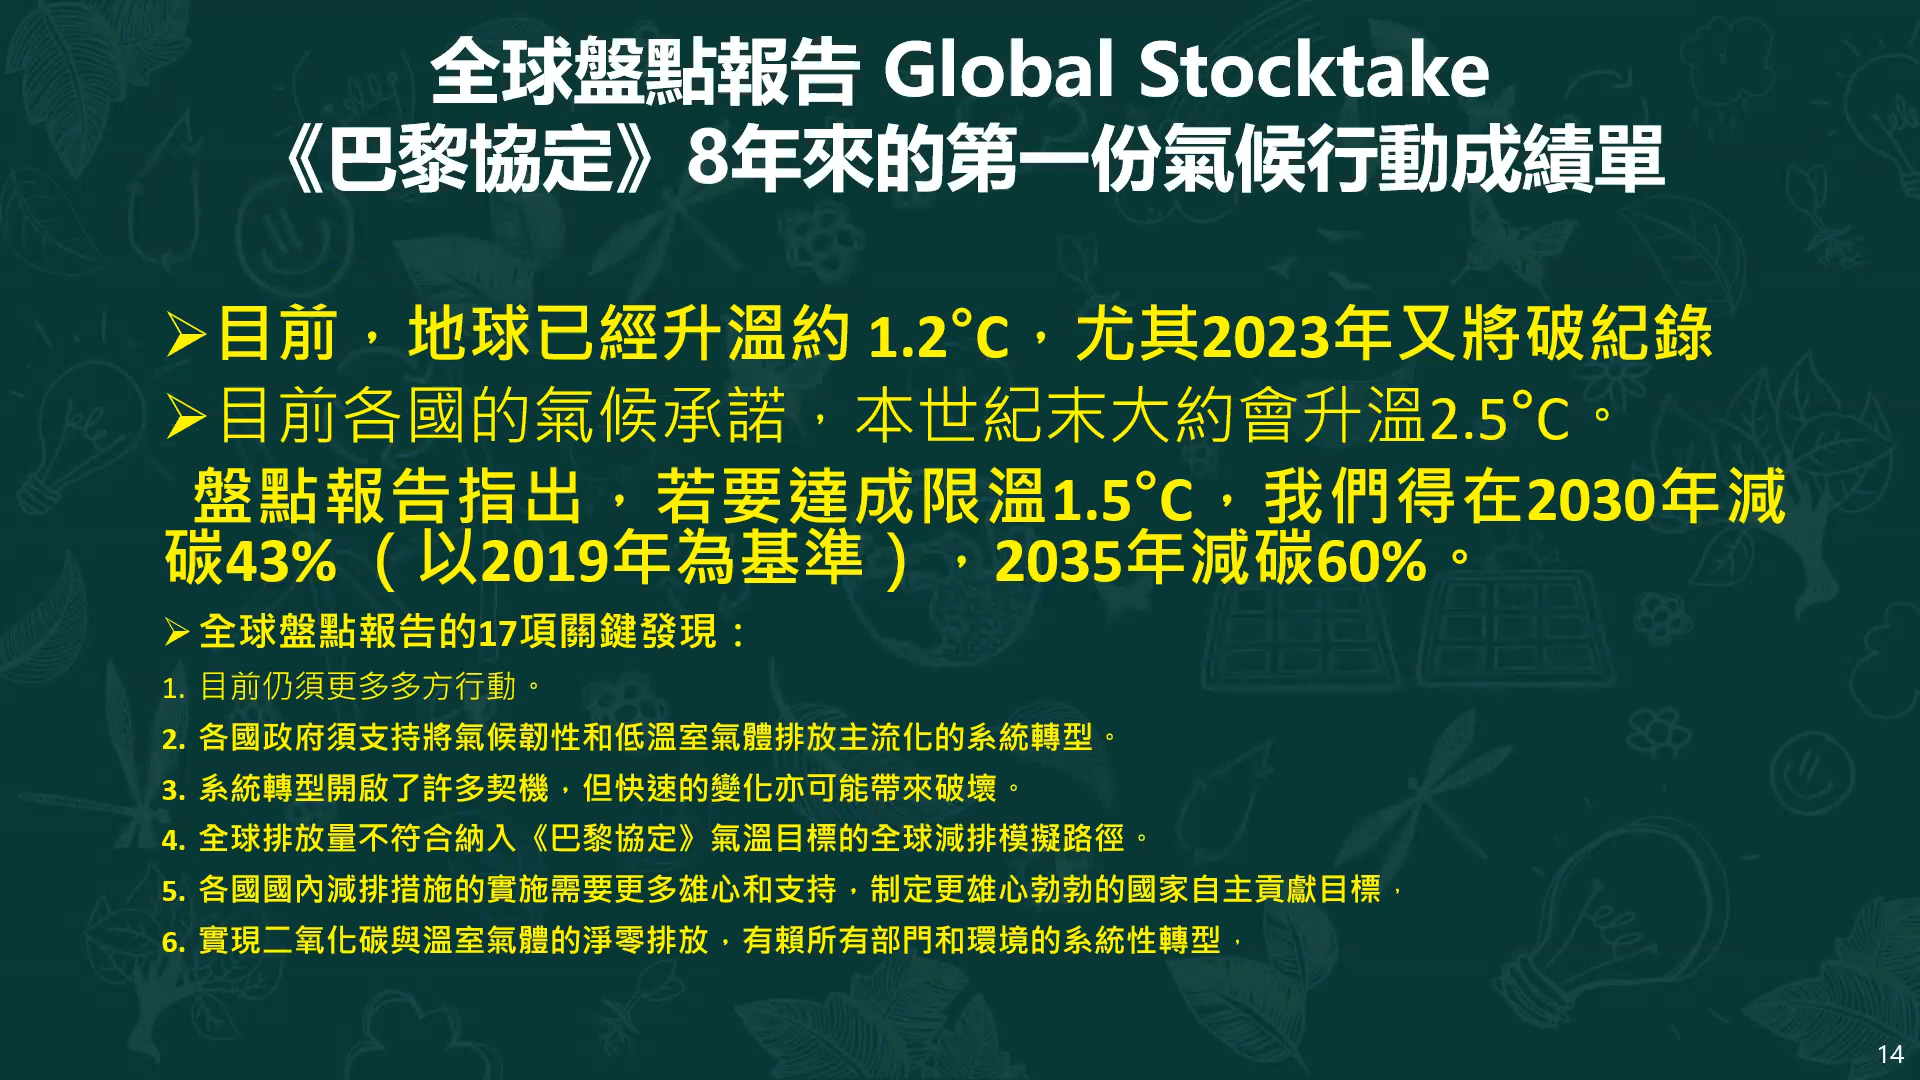 全球盤點報告 Global Stocktake
《巴黎協定》8年來的第一份氣候行動成績單
➢目前，地球已經升溫約 1.2°C，尤其2023年又將破紀錄
➢目前各國的氣候承諾，本世紀末大約會升溫2.5°C。
盤點報告指出，若要達成限溫1.5°C，我們得在2030年減
碳43%（以2019年為基準），2035年減碳60%。
➢全球盤點報告的17項關鍵發現：
1. 目前仍須更多多方行動。
2. 各國政府須支持將氣候韌性和低溫室氣體排放主流化的系統轉型。
3. 系統轉型開啟了許多契機，但快速的變化亦可能帶來破壞。
4. 全球排放量不符合納入《巴黎協定》氣溫目標的全球減排模擬路徑。
5. 各國國內減排措施的實施需要更多雄心和支持，制定更雄心勃勃的國家自主貢獻目標，
6. 實現二氧化碳與溫室氣體的淨零排放，有賴所有部門和環境的系統性轉型，
14